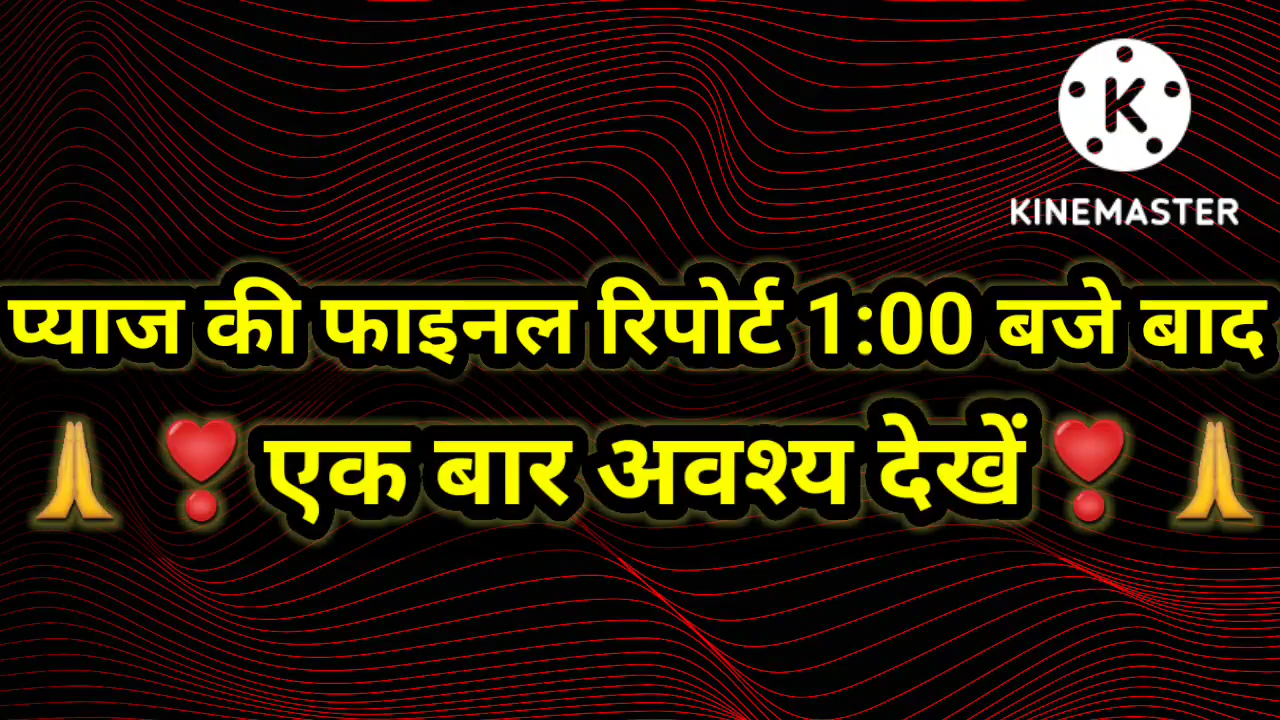 K
KINEMASTER
प्याज की फाइनल रिपोर्ट 1:00 बजे बाद
🙏❣️एक बार अवश्य देखें❣️🙏